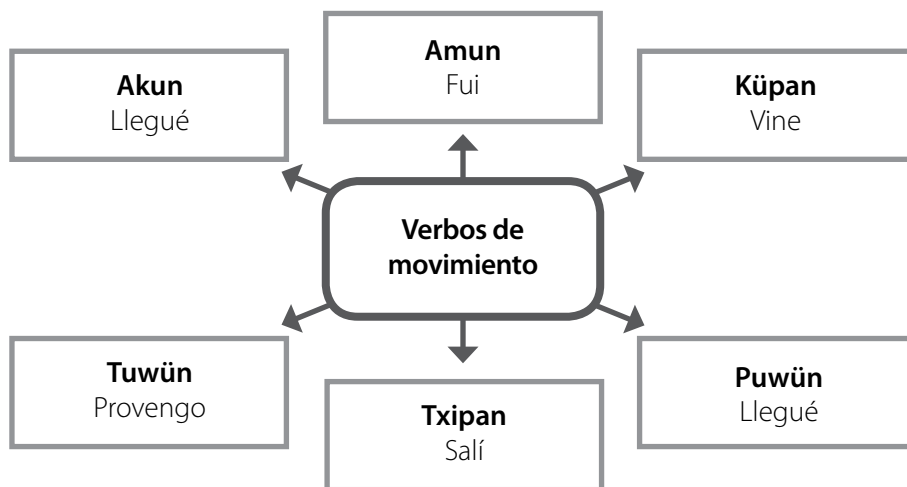 Amun
Fui
Akun
Llegué
Küpan
Vine
Verbos de
movimiento
Tuwün
Provengo
Txipan
Salí
Puwün
Llegué